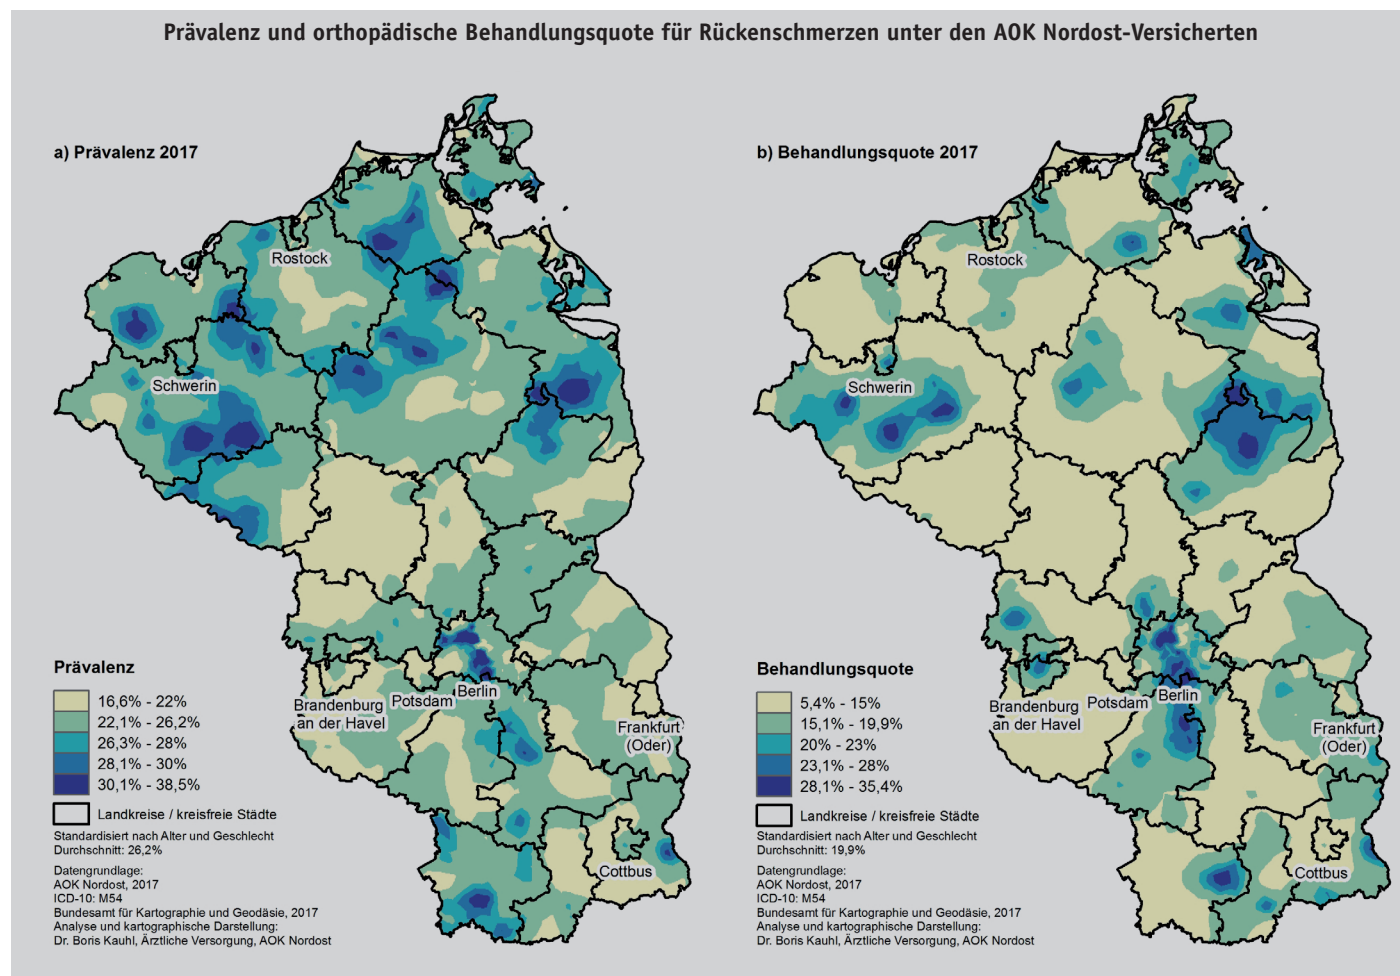 Prävalenz und orthopädische Behandlungsquote für Rückenschmerzen unter den AOK Nordost-Versicherten
a) Prävalenz 2017
Rostock
Schwerin
Brandenburg
an der Havel
Potsdam
Berlin
Frankfurt
(Oder)
Cottbus
Prävalenz
16,6% - 22%
22,1% - 26,2%
26,3% - 28%
28,1% - 30%
30,1% - 38,5%
Landkreise / kreisfreie Städte
Standardisiert nach Alter und Geschlecht
Durchschnitt: 26,2%
Datengrundlage:
AOK Nordost, 2017
ICD-10: M54
Bundesamt für Kartographie und Geodäsie, 2017
Analyse und kartographische Darstellung:
Dr. Boris Kauhl, Ärztliche Versorgung, AOK Nordost
b) Behandlungsquote 2017
Rostock
Schwerin
Brandenburg
an der Havel
Potsdam
Berlin
Frankfurt
(Oder)
Cottbus
Behandlungsquote
5,4% - 15%
15,1% - 19,9%
20% - 23%
23,1% - 28%
28,1% - 35,4%
Landkreise / kreisfreie Städte
Standardisiert nach Alter und Geschlecht
Durchschnitt: 19,9%
Datengrundlage:
AOK Nordost, 2017
ICD-10: M54
Bundesamt für Kartographie und Geodäsie, 2017
Analyse und kartographische Darstellung:
Dr. Boris Kauhl, Ärztliche Versorgung, AOK Nordost